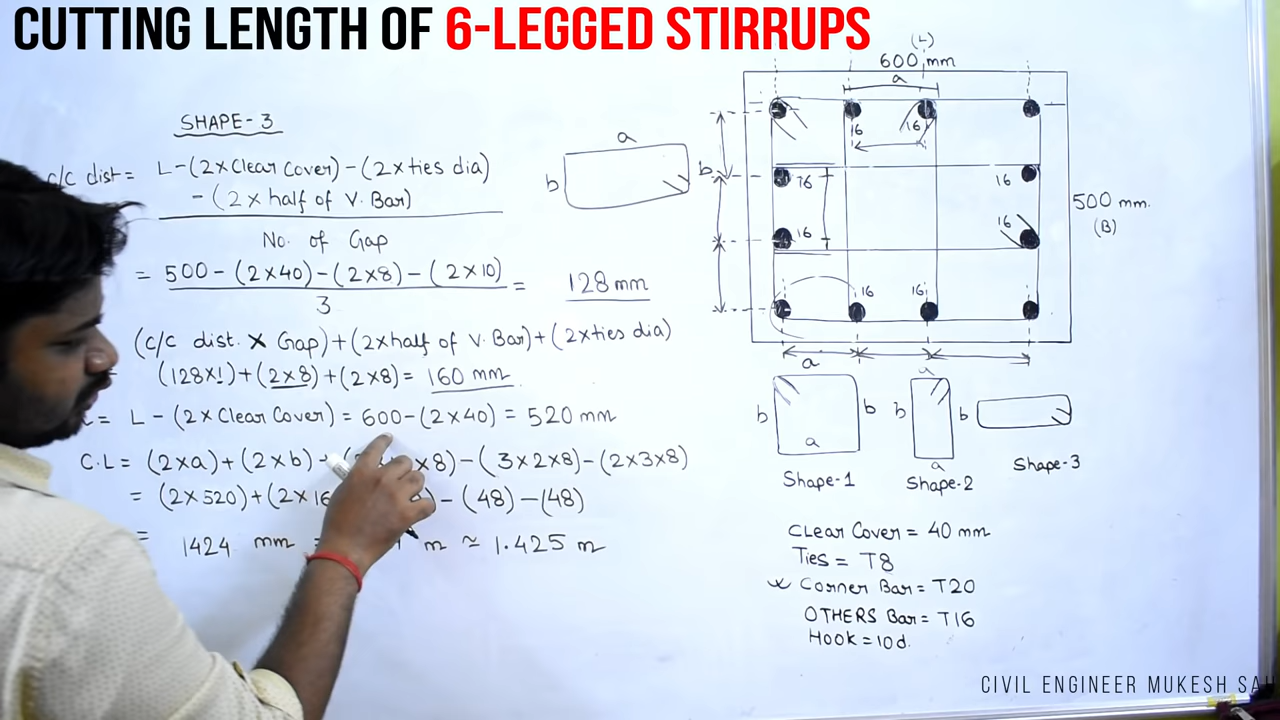 CUTTING LENGTH OF 6-LEGGED STIRRUPS
SHAPE-3
c/c dist = L-(2×Clear Cover)-(2×ties dia)
-(2× half of V. Bar)
No. of Gap
= 500-(2×40)-(2×8)-(2×10)
3
= 128 mm
(c/c dist. × Gap)+(2×half of V. Bar)+(2×ties dia)
(128×1)+(2×8)+(2×8)= 160 mm
= L-(2×Clear Cover) = 600-(2×40) = 520 mm
C.L = (2×a)+(2×b) ×8)-(3×2×8)-(2×3×8)
= (2×520)+(2×16 -(48)-(48)
= 1424 mm = m ≈ 1.425 m
a
b
(L)
600 mm
a
16 16
b
16 16
16 16
16 16
500 mm.
(B)
a a
b b b b
a a
Shape-1 Shape-2 Shape-3
Clear Cover = 40 mm
Ties = T8
Corner Bar = T20
OTHERS Bar = T16
Hook = 10d.
CIVIL ENGINEER MUKESH